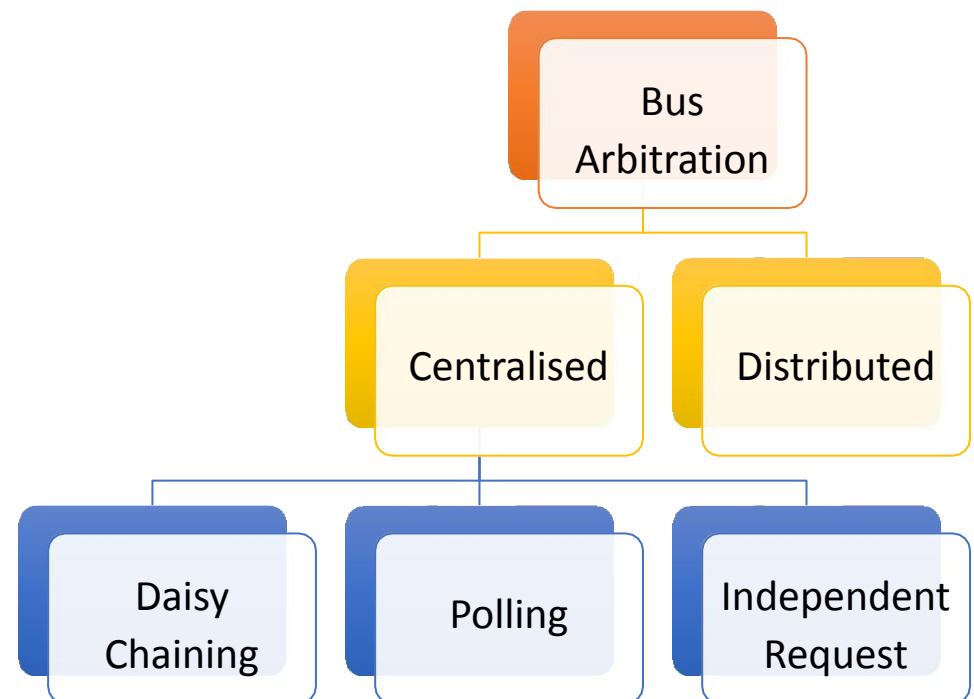 Bus
Arbitration
Centralised
Distributed
Daisy
Chaining
Polling
Independent
Request